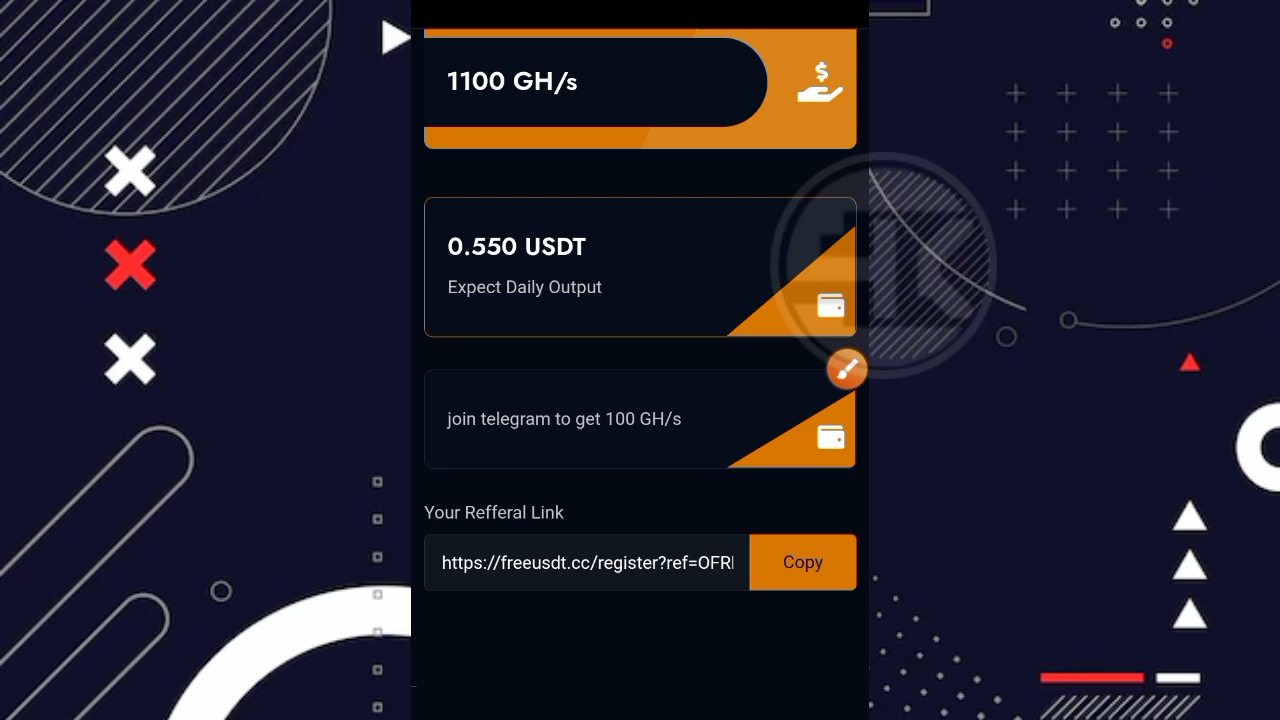 1100 GH/s
0.550 USDT
Expect Daily Output
join telegram to get 100 GH/s
Your Refferal Link
https://freeusdt.cc/register?ref=OFR
Copy